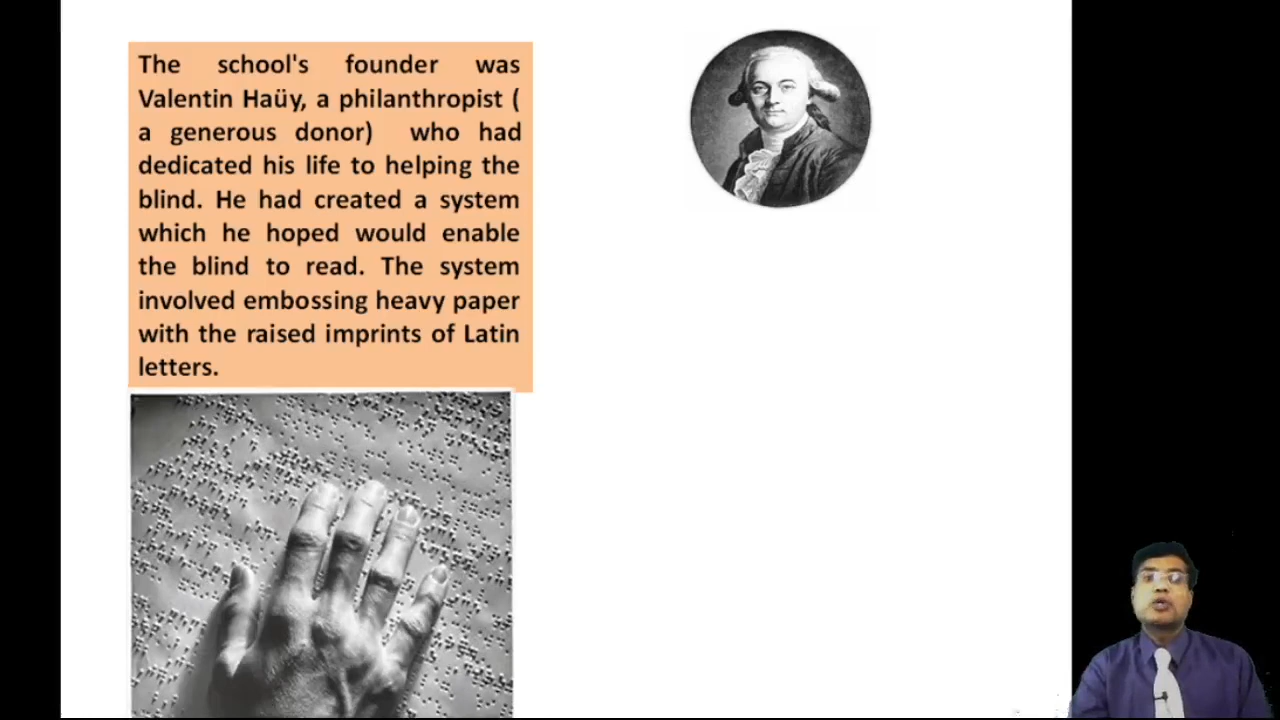 The school's founder was
Valentin Haüy, a philanthropist (
a generous donor) who had
dedicated his life to helping the
blind. He had created a system
which he hoped would enable
the blind to read. The system
involved embossing heavy paper
with the raised imprints of Latin
letters.